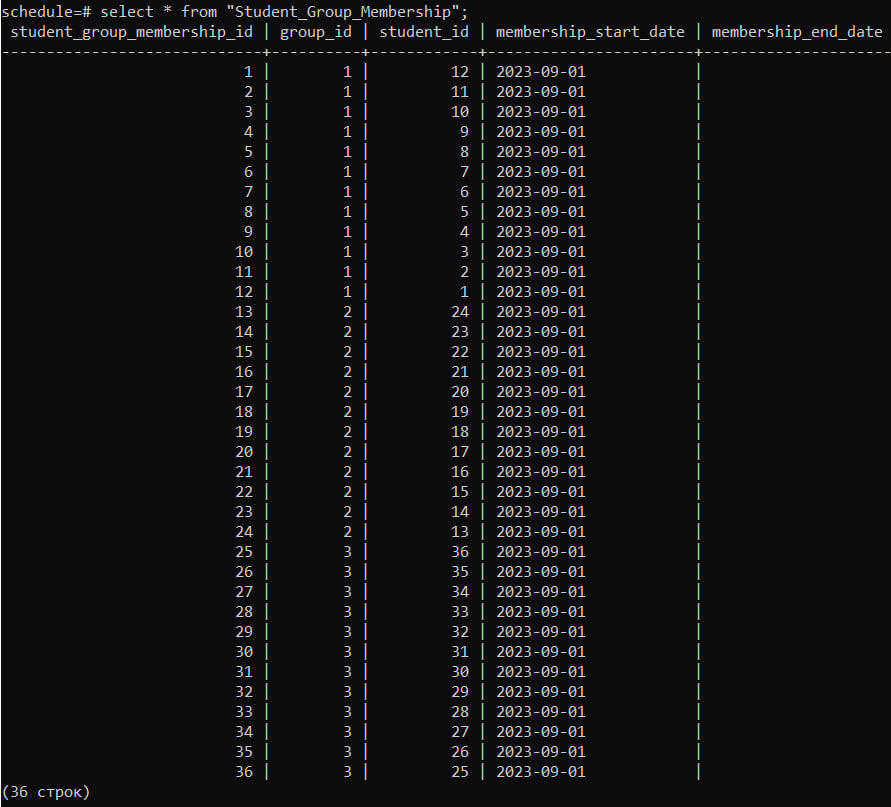 schedule=# select * from "Student_Group_Membership";
 student_group_membership_id | group_id | student_id | membership_start_date | membership_end_date
-----------------------------+----------+------------+-----------------------+---------------------
                           1 |        1 |         12 | 2023-09-01            |
                           2 |        1 |         11 | 2023-09-01            |
                           3 |        1 |         10 | 2023-09-01            |
                           4 |        1 |          9 | 2023-09-01            |
                           5 |        1 |          8 | 2023-09-01            |
                           6 |        1 |          7 | 2023-09-01            |
                           7 |        1 |          6 | 2023-09-01            |
                           8 |        1 |          5 | 2023-09-01            |
                           9 |        1 |          4 | 2023-09-01            |
                          10 |        1 |          3 | 2023-09-01            |
                          11 |        1 |          2 | 2023-09-01            |
                          12 |        1 |          1 | 2023-09-01            |
                          13 |        2 |         24 | 2023-09-01            |
                          14 |        2 |         23 | 2023-09-01            |
                          15 |        2 |         22 | 2023-09-01            |
                          16 |        2 |         21 | 2023-09-01            |
                          17 |        2 |         20 | 2023-09-01            |
                          18 |        2 |         19 | 2023-09-01            |
                          19 |        2 |         18 | 2023-09-01            |
                          20 |        2 |         17 | 2023-09-01            |
                          21 |        2 |         16 | 2023-09-01            |
                          22 |        2 |         15 | 2023-09-01            |
                          23 |        2 |         14 | 2023-09-01            |
                          24 |        2 |         13 | 2023-09-01            |
                          25 |        3 |         36 | 2023-09-01            |
                          26 |        3 |         35 | 2023-09-01            |
                          27 |        3 |         34 | 2023-09-01            |
                          28 |        3 |         33 | 2023-09-01            |
                          29 |        3 |         32 | 2023-09-01            |
                          30 |        3 |         31 | 2023-09-01            |
                          31 |        3 |         30 | 2023-09-01            |
                          32 |        3 |         29 | 2023-09-01            |
                          33 |        3 |         28 | 2023-09-01            |
                          34 |        3 |         27 | 2023-09-01            |
                          35 |        3 |         26 | 2023-09-01            |
                          36 |        3 |         25 | 2023-09-01            |
(36 строк)